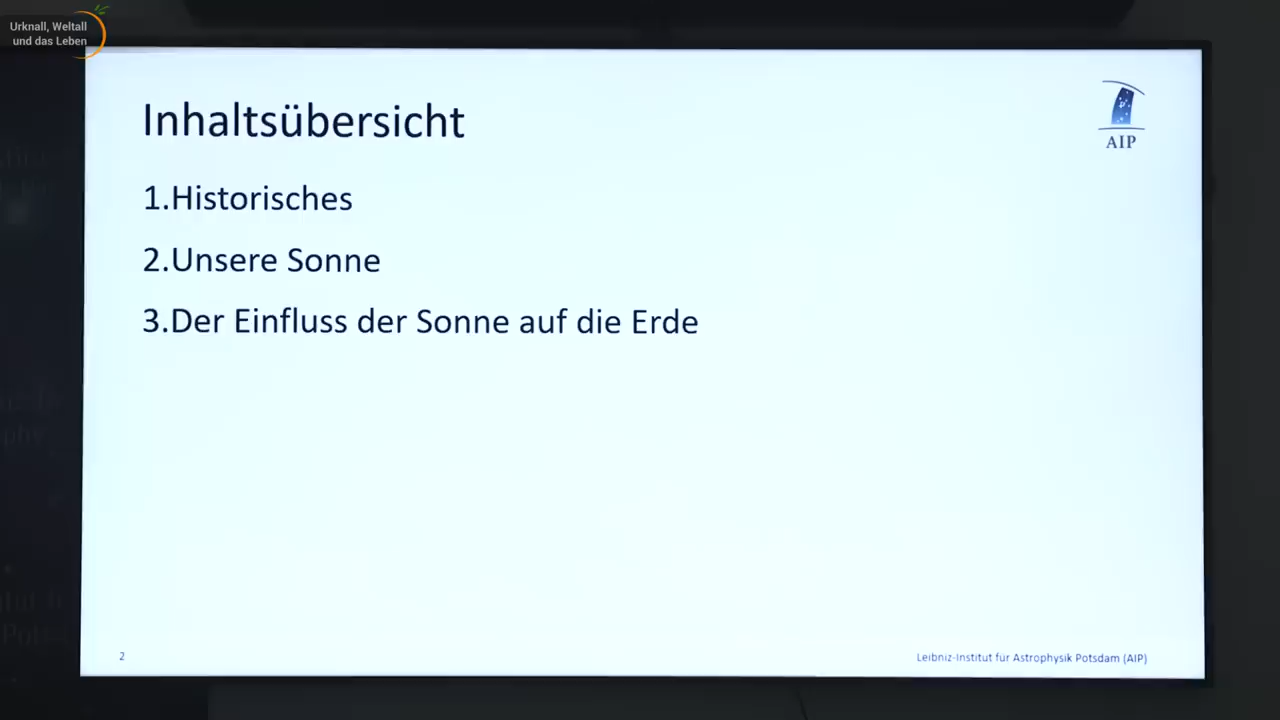 Urknall, Weltall
und das Leben
Inhaltsübersicht
AIP
1.Historisches
2.Unsere Sonne
3.Der Einfluss der Sonne auf die Erde
2
Leibniz-Institut für Astrophysik Potsdam (AIP)